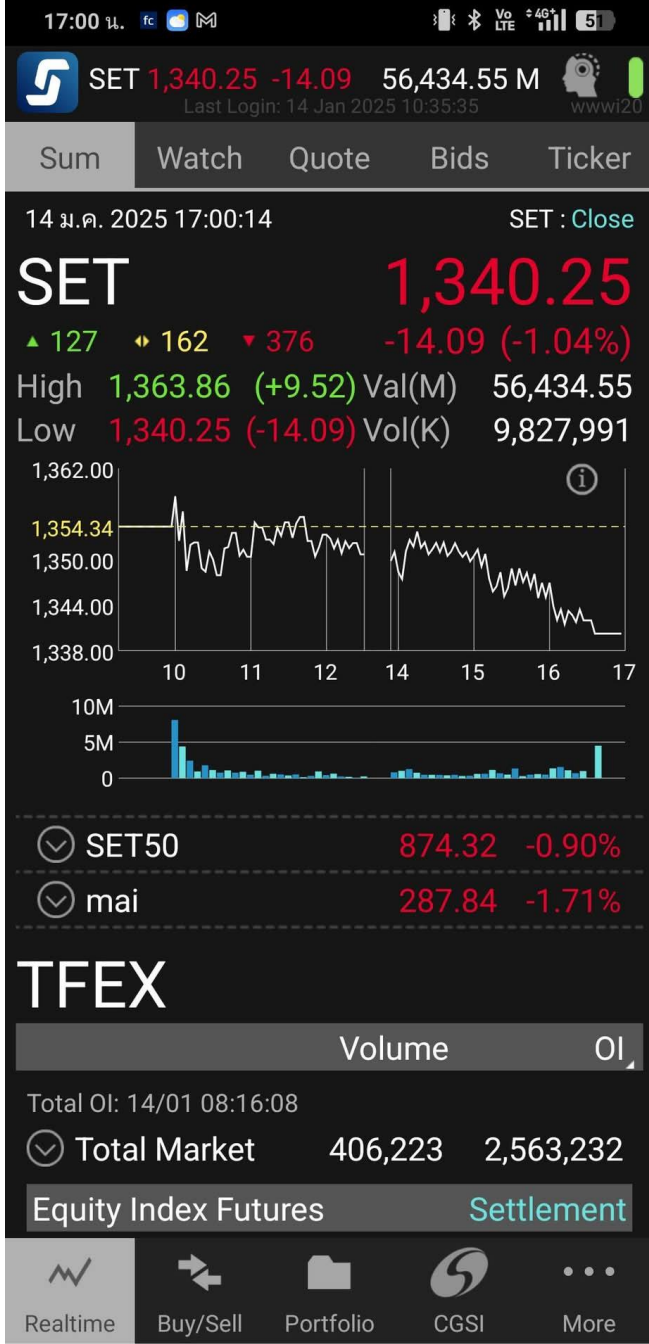 17:00 น. fc Vo LTE 4G+ 51
SET 1,340.25 -14.09 56,434.55 M
Last Login: 14 Jan 2025 10:35:35 wwwi20
Sum Watch Quote Bids Ticker
14 ม.ค. 2025 17:00:14 SET : Close
SET 1,340.25
▲ 127 162 ▼ 376 -14.09 (-1.04%)
High 1,363.86 (+9.52) Val(M) 56,434.55
Low 1,340.25 (-14.09) Vol(K) 9,827,991
1,362.00
1,354.34
1,350.00
1,344.00
1,338.00
10 11 12 14 15 16 17
10M
5M
0
SET50 874.32 -0.90%
mai 287.84 -1.71%
TFEX
Volume OI
Total OI: 14/01 08:16:08
Total Market 406,223 2,563,232
Equity Index Futures Settlement
Realtime Buy/Sell Portfolio CGSI More